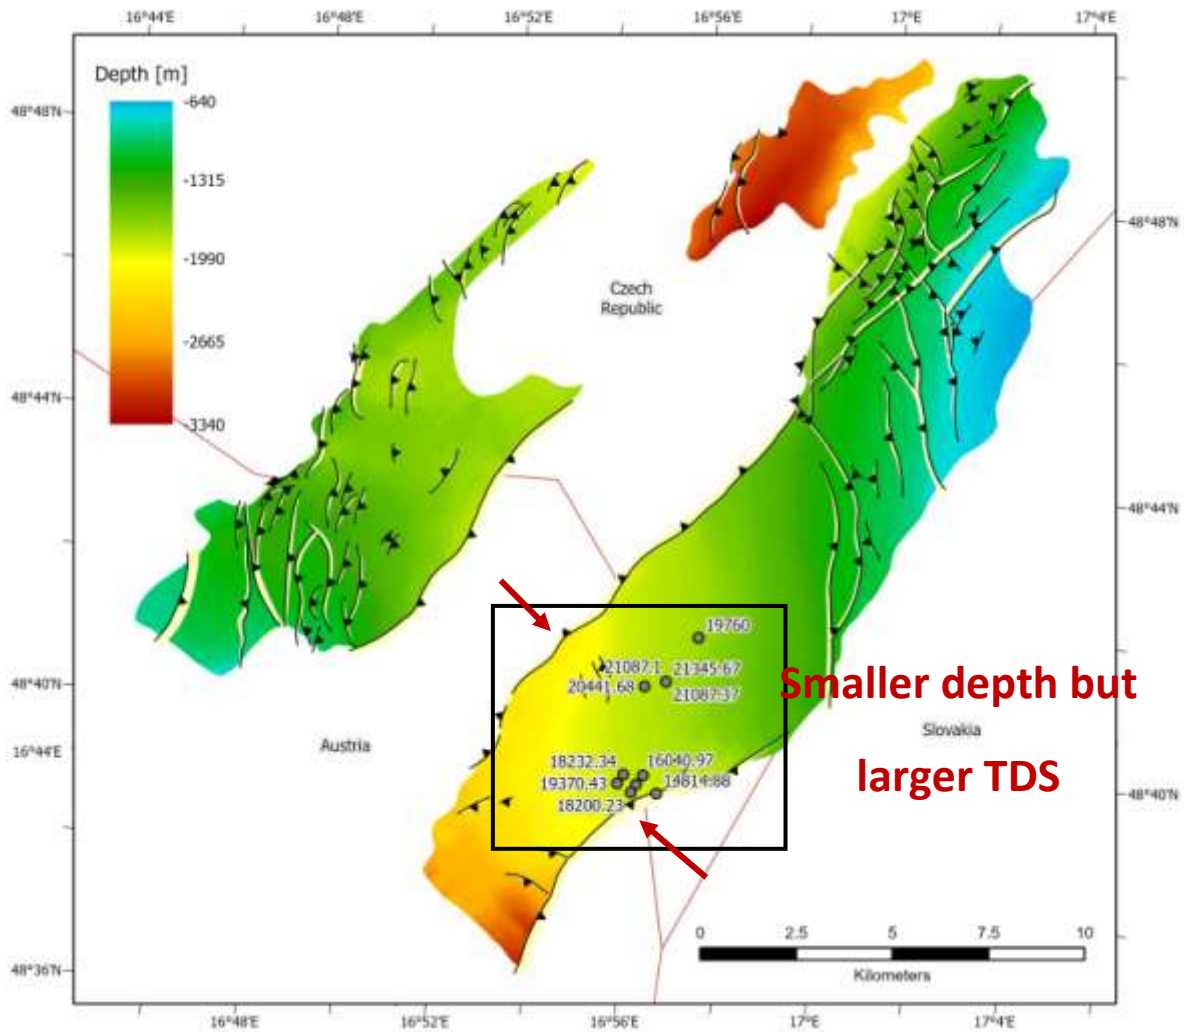 16°44'E 16°48'E 16°52'E 16°56'E 17°E 17°4'E
Depth [m]
-640
-1315
-1990
-2665
-3340
48°48'N
48°44'N
48°40'N
16°44'E
48°36'N
48°48'N
48°44'N
48°40'N
Czech
Republic
Austria
Slovakia
19760
21087.1
21345.67
20441.68
21087.37
18232.34
16040.97
19370.43
14814.88
18200.23
Smaller depth but
larger TDS
0 2.5 5 7.5 10
Kilometers
16°48'E 16°52'E 16°56'E 17°E 17°4'E